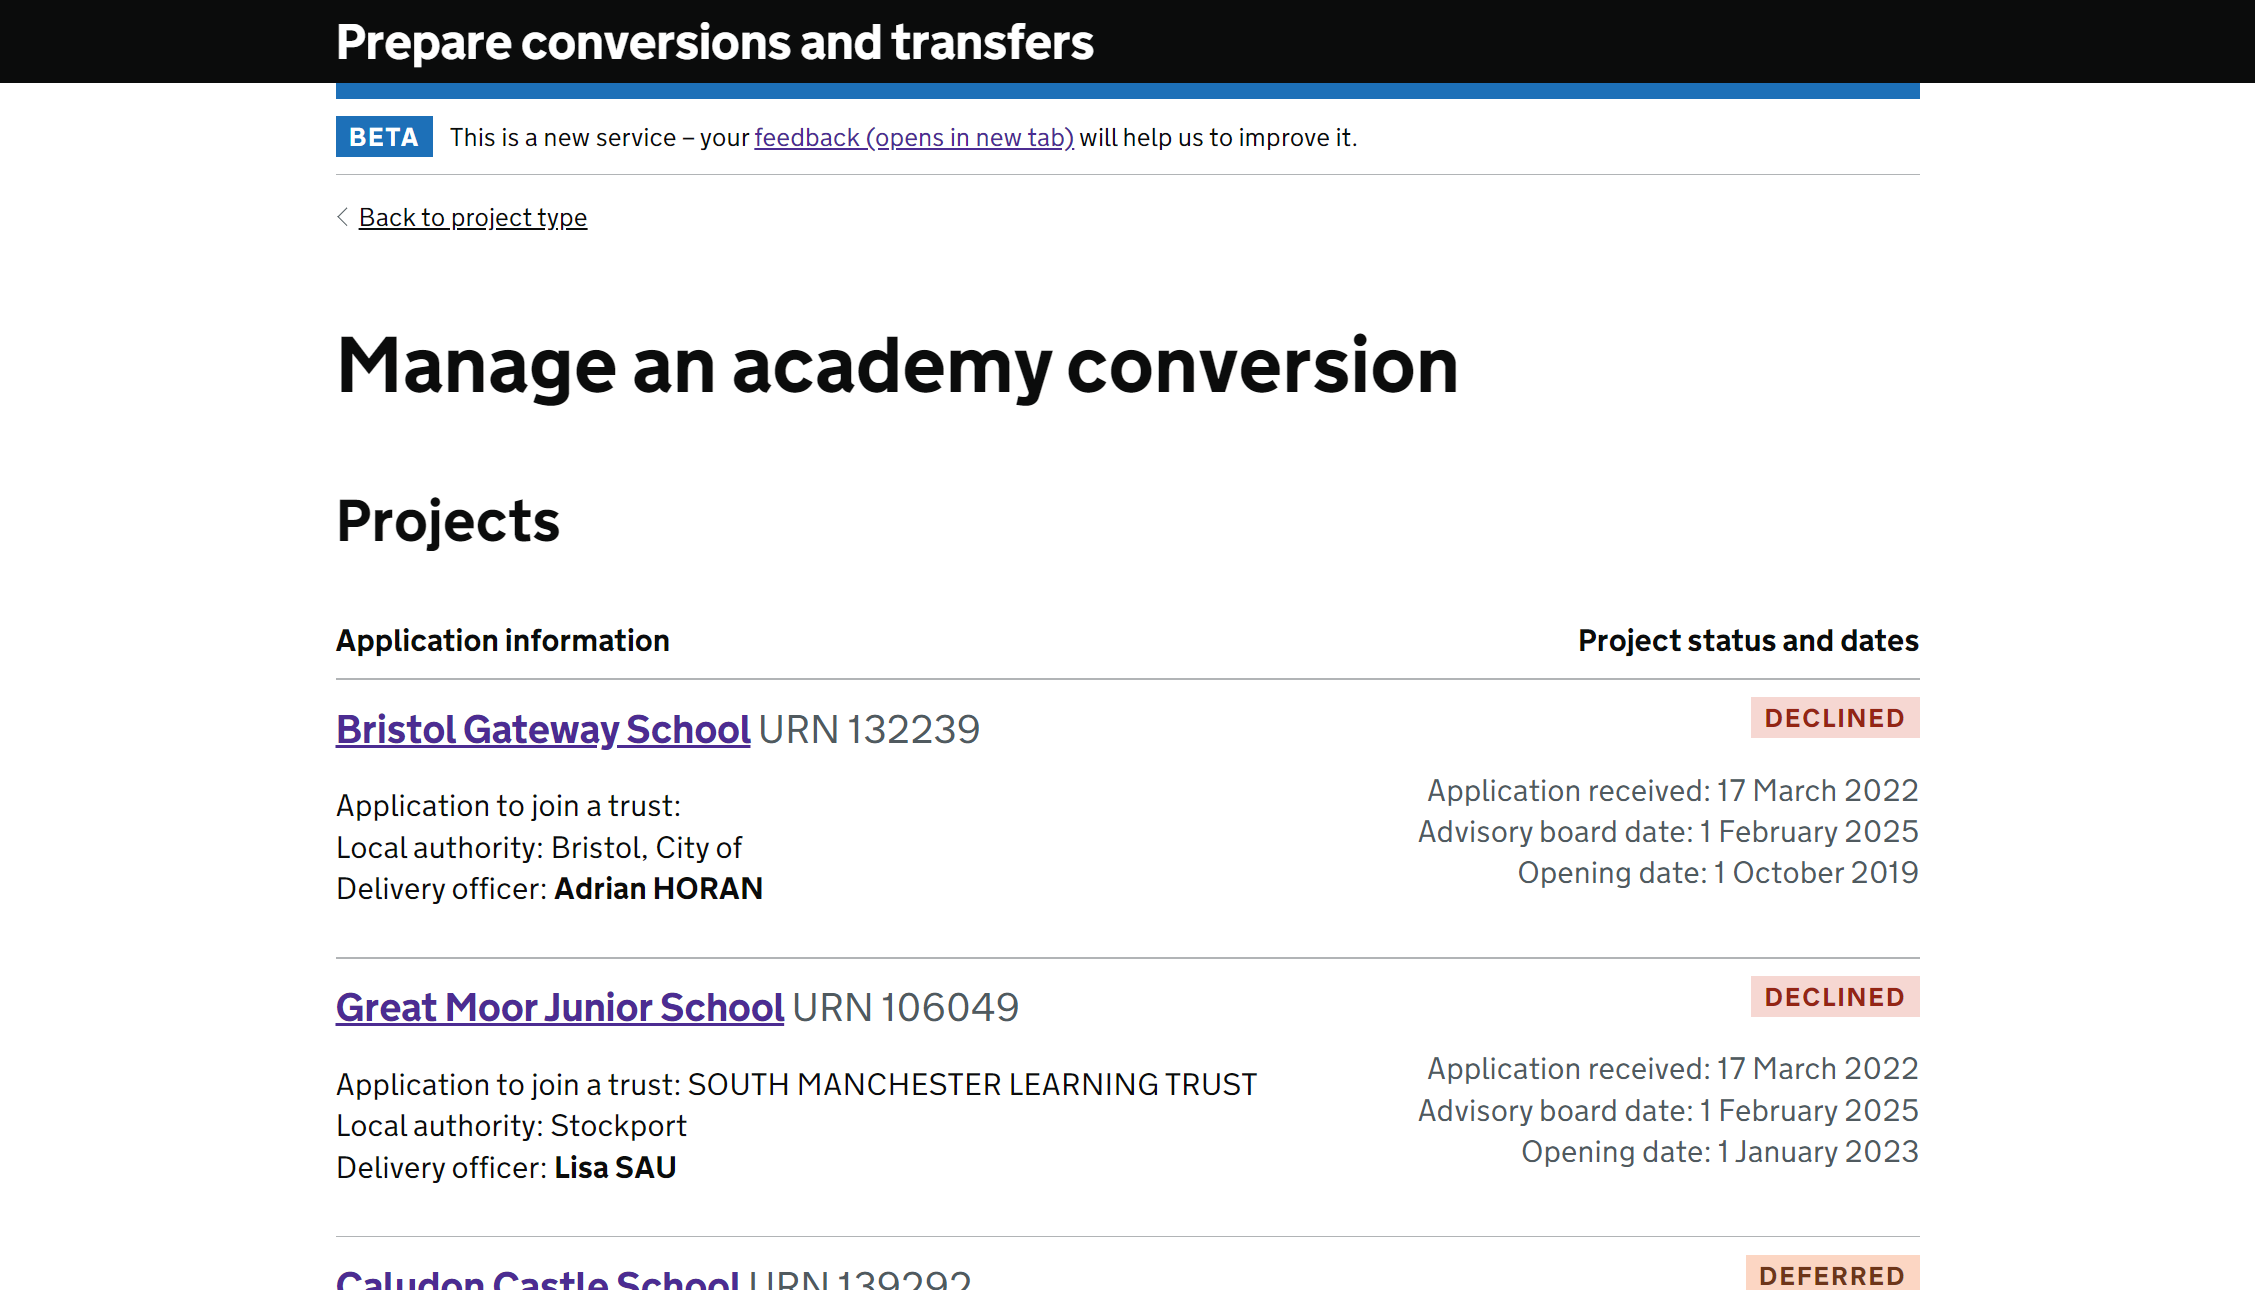 Prepare conversions and transfers
BETA This is a new service – your feedback (opens in new tab) will help us to improve it.
Back to project type
Manage an academy conversion
Projects
Application information Project status and dates
Bristol Gateway School URN 132239 DECLINED
Application to join a trust:
Local authority: Bristol, City of
Delivery officer: Adrian HORAN
Application received: 17 March 2022
Advisory board date: 1 February 2025
Opening date: 1 October 2019
Great Moor Junior School URN 106049 DECLINED
Application to join a trust: SOUTH MANCHESTER LEARNING TRUST
Local authority: Stockport
Delivery officer: Lisa SAU
Application received: 17 March 2022
Advisory board date: 1 February 2025
Opening date: 1 January 2023
Caludon Castle School URN 139292 DEFERRED